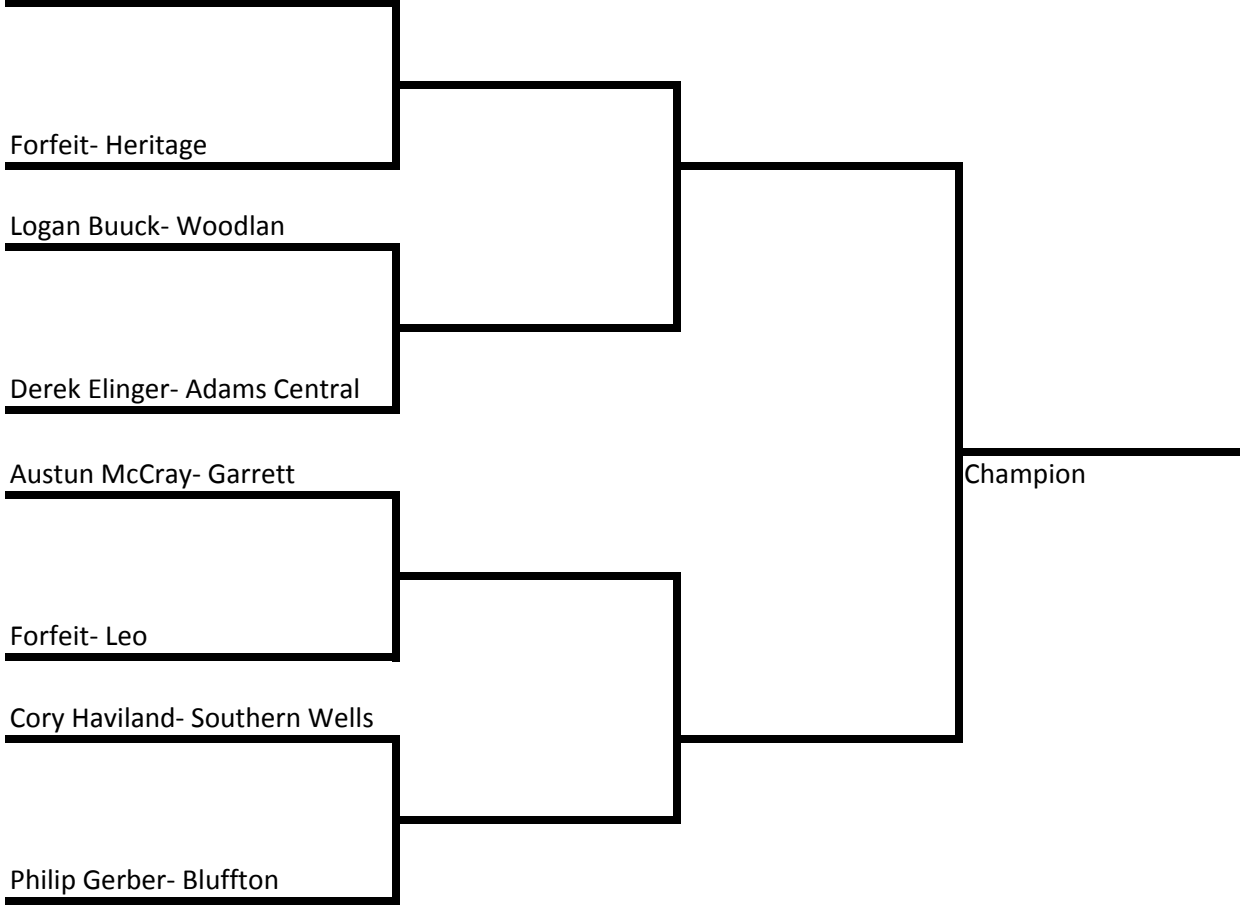 Forfeit- Heritage
Logan Buuck- Woodlan
Derek Elinger- Adams Central
Austun McCray- Garrett
Champion
Forfeit- Leo
Cory Haviland- Southern Wells
Philip Gerber- Bluffton